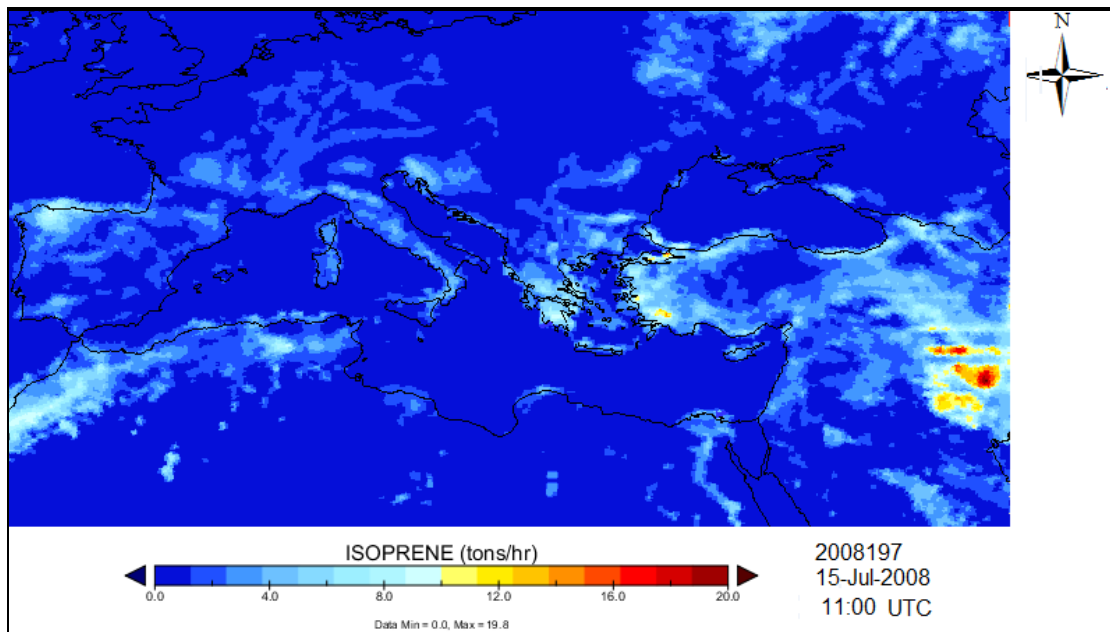 N
ISOPRENE (tons/hr)
0.0 4.0 8.0 12.0 16.0 20.0
Data Min = 0.0, Max = 19.8
2008197
15-Jul-2008
11:00 UTC